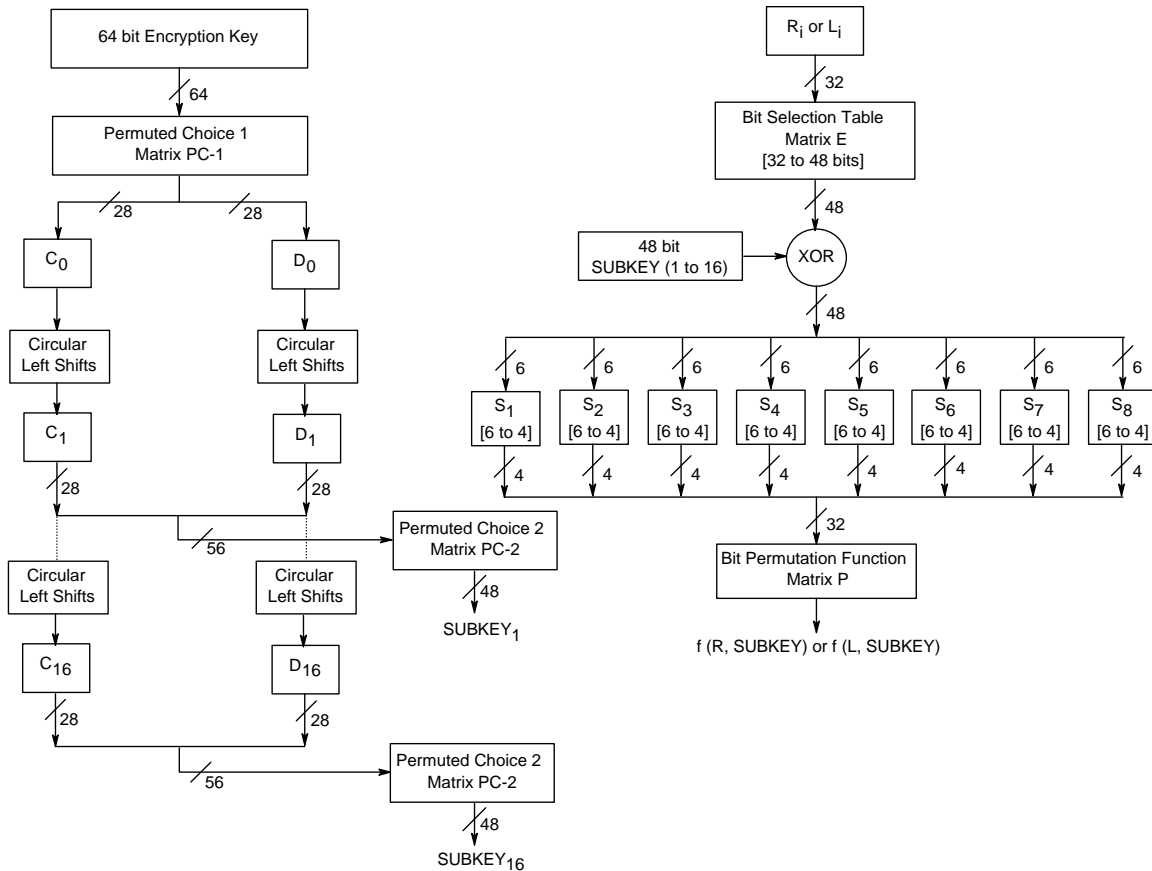 64 bit Encryption Key
64
Permuted Choice 1
Matrix PC-1
28
28
C0
D0
Circular
Left Shifts
Circular
Left Shifts
C1
D1
28
28
56
Permuted Choice 2
Matrix PC-2
48
SUBKEY1
Circular
Left Shifts
Circular
Left Shifts
C16
D16
28
28
56
Permuted Choice 2
Matrix PC-2
48
SUBKEY16
Ri or Li
32
Bit Selection Table
Matrix E
[32 to 48 bits]
48
48 bit
SUBKEY (1 to 16)
XOR
48
6
6
6
6
6
6
6
6
S1
[6 to 4]
S2
[6 to 4]
S3
[6 to 4]
S4
[6 to 4]
S5
[6 to 4]
S6
[6 to 4]
S7
[6 to 4]
S8
[6 to 4]
4
4
4
4
4
4
4
4
32
Bit Permutation Function
Matrix P
f (R, SUBKEY) or f (L, SUBKEY)